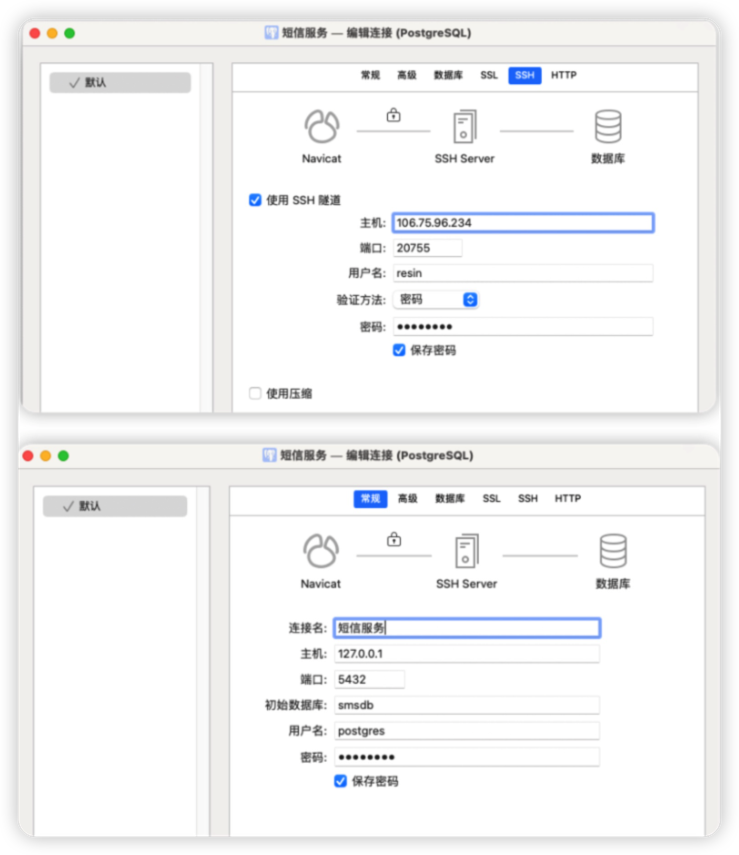 短信服务 — 编辑连接 (PostgreSQL)
默认
常规 高级 数据库 SSL SSH HTTP
Navicat SSH Server 数据库
使用 SSH 隧道
主机: 106.75.96.234
端口: 20755
用户名: resin
验证方法: 密码
密码: ●●●●●●●●
保存密码
使用压缩
短信服务 — 编辑连接 (PostgreSQL)
默认
常规 高级 数据库 SSL SSH HTTP
Navicat SSH Server 数据库
连接名: 短信服务
主机: 127.0.0.1
端口: 5432
初始数据库: smsdb
用户名: postgres
密码: ●●●●●●●●
保存密码